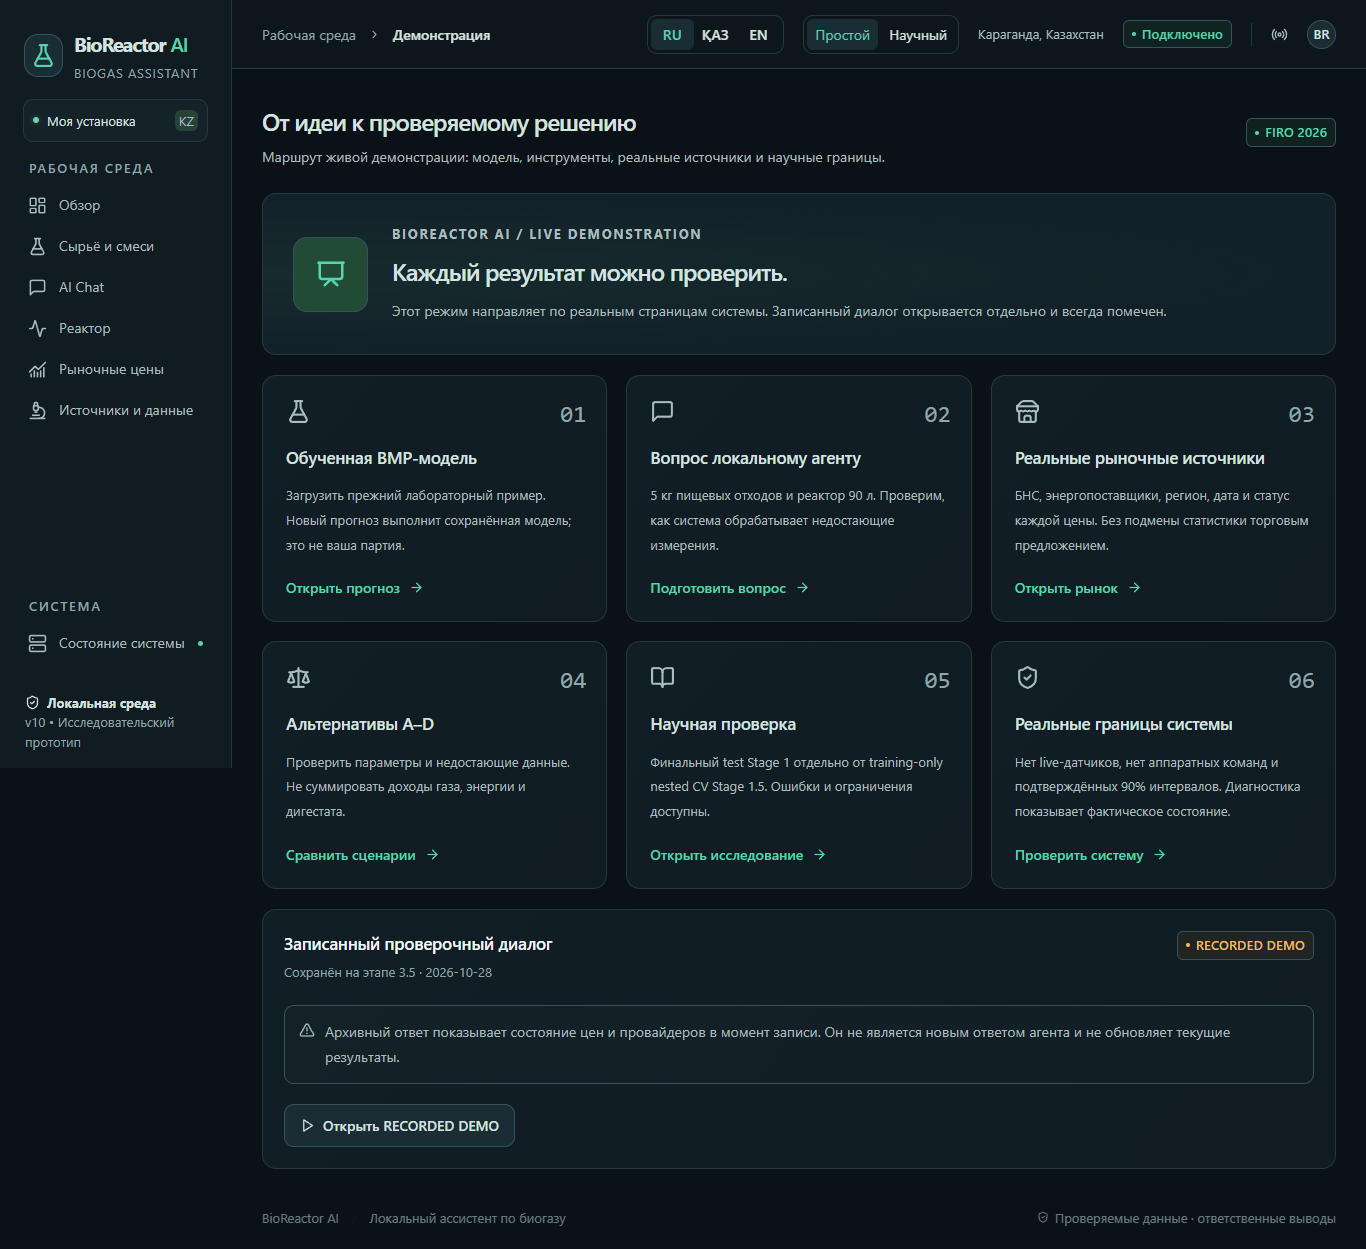 BioReactor AI
BIOGAS ASSISTANT
Моя установка
KZ
РАБОЧАЯ СРЕДА
Обзор
Сырьё и смеси
AI Chat
Реактор
Рыночные цены
Источники и данные
СИСТЕМА
Состояние системы
Локальная среда
v10 • Исследовательский
прототип
Рабочая среда > Демонстрация
RU ҚАЗ EN
Простой Научный
Караганда, Казахстан
• Подключено
BR
От идеи к проверяемому решению
Маршрут живой демонстрации: модель, инструменты, реальные источники и научные границы.
• FIRO 2026
BIOREACTOR AI / LIVE DEMONSTRATION
Каждый результат можно проверить.
Этот режим направляет по реальным страницам системы. Записанный диалог открывается отдельно и всегда помечен.
01
Обученная BMP-модель
Загрузить прежний лабораторный пример.
Новый прогноз выполнит сохранённая модель;
это не ваша партия.
Открыть прогноз →
02
Вопрос локальному агенту
5 кг пищевых отходов и реактор 90 л. Проверим,
как система обрабатывает недостающие
измерения.
Подготовить вопрос →
03
Реальные рыночные источники
БНС, энергопоставщики, регион, дата и статус
каждой цены. Без подмены статистики торговым
предложением.
Открыть рынок →
04
Альтернативы A–D
Проверить параметры и недостающие данные.
Не суммировать доходы газа, энергии и
дигестата.
Сравнить сценарии →
05
Научная проверка
Финальный test Stage 1 отдельно от training-only
nested CV Stage 1.5. Ошибки и ограничения
доступны.
Открыть исследование →
06
Реальные границы системы
Нет live-датчиков, нет аппаратных команд и
подтверждённых 90% интервалов. Диагностика
показывает фактическое состояние.
Проверить систему →
Записанный проверочный диалог
• RECORDED DEMO
Сохранён на этапе 3.5 · 2026-10-28
Архивный ответ показывает состояние цен и провайдеров в момент записи. Он не является новым ответом агента и не обновляет текущие
результаты.
Открыть RECORDED DEMO
BioReactor AI
Локальный ассистент по биогазу
Проверяемые данные · ответственные выводы